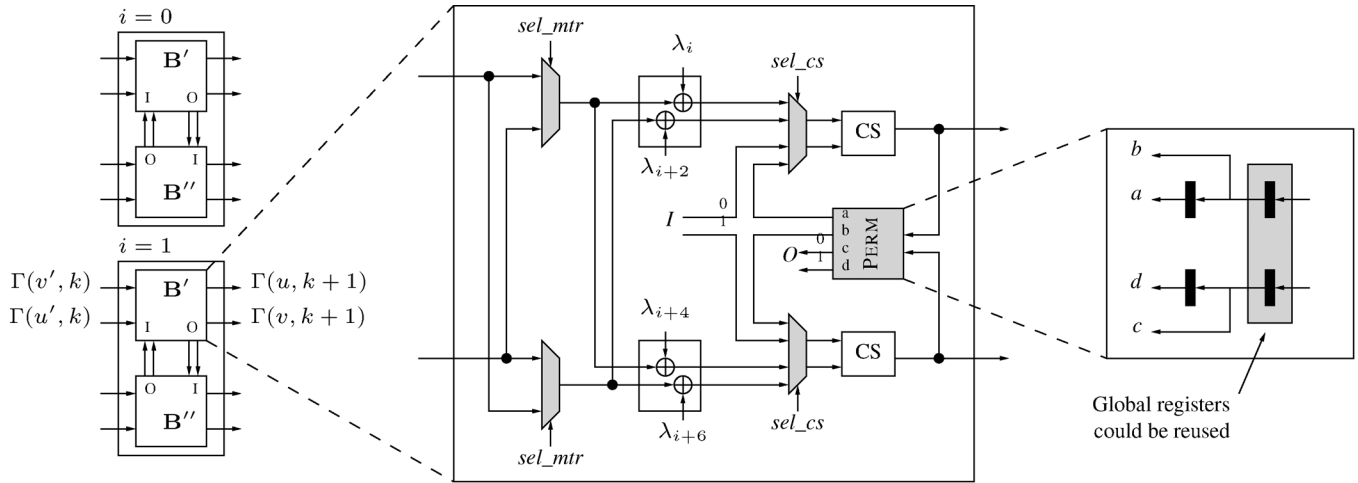 i = 0
B′
I O
O I
B″
i = 1
Γ(v′, k) B′ Γ(u, k + 1)
Γ(u′, k) I O Γ(v, k + 1)
O I
B″
sel_mtr
λi
sel_cs
λi+2
CS
I 0
1
a
b
c
d
PERM
0
O 1
λi+4
CS
λi+6
sel_cs
sel_mtr
b
a
d
c
Global registers
could be reused